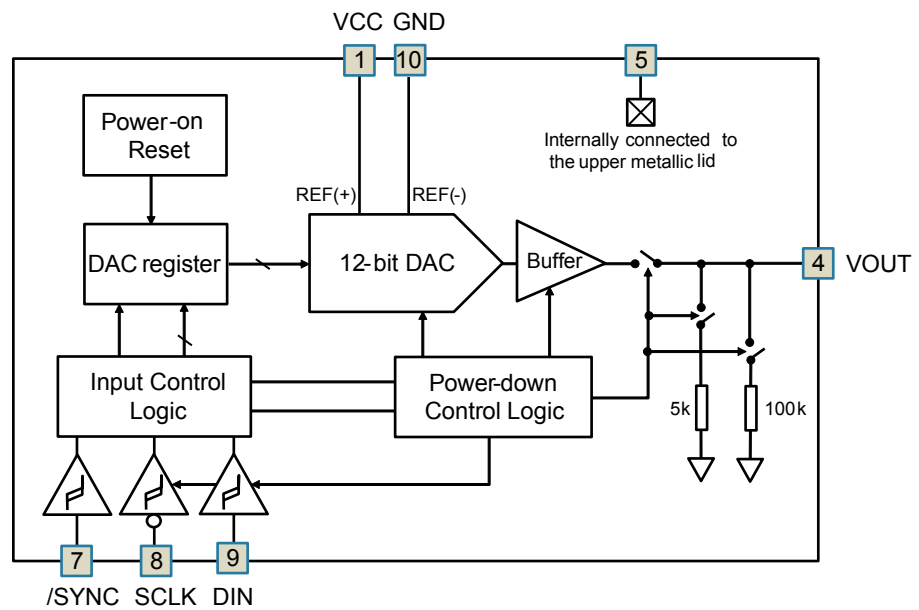 VCC GND
1 10 5
Power-on
Reset
Internally connected to
the upper metallic lid
REF(+) REF(-)
DAC register
12-bit DAC
Buffer
4 VOUT
Input Control
Logic
Power-down
Control Logic
5k 100k
7 8 9
/SYNC SCLK DIN